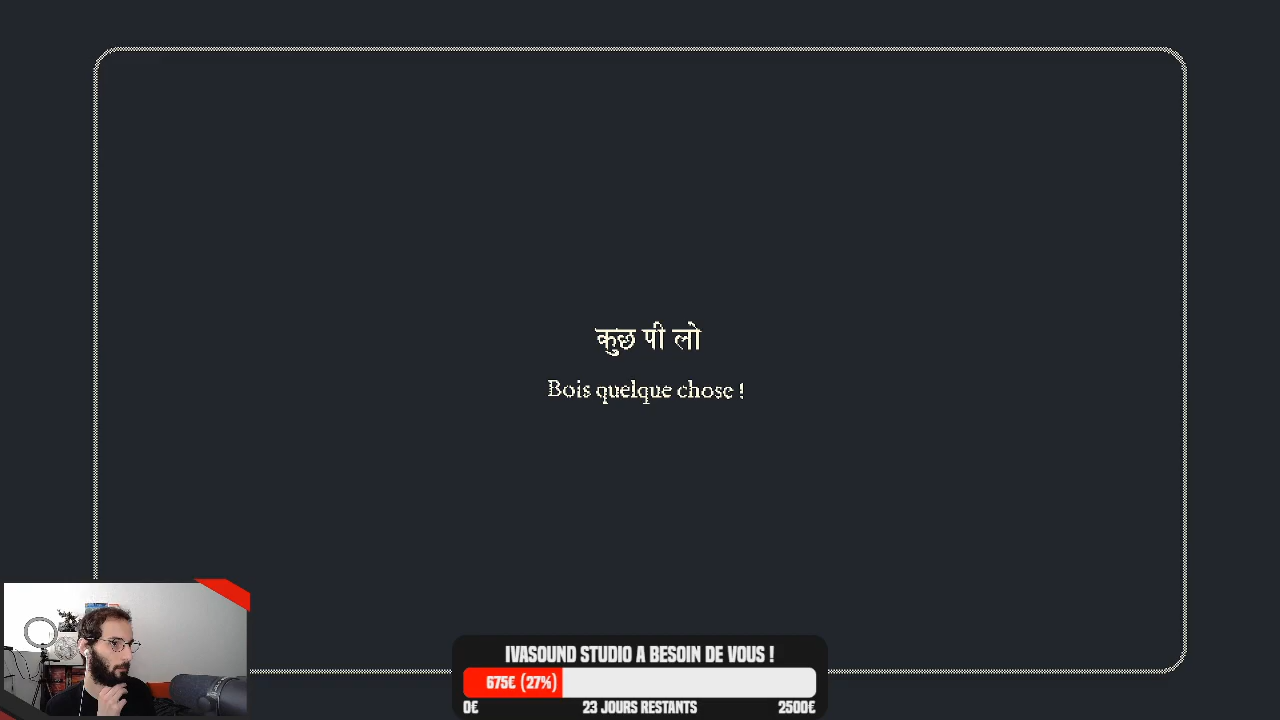 कुछ पी लो
Bois quelque chose !
IVASOUND STUDIO A BESOIN DE VOUS !
675€ (27%)
0€ 23 JOURS RESTANTS 2500€